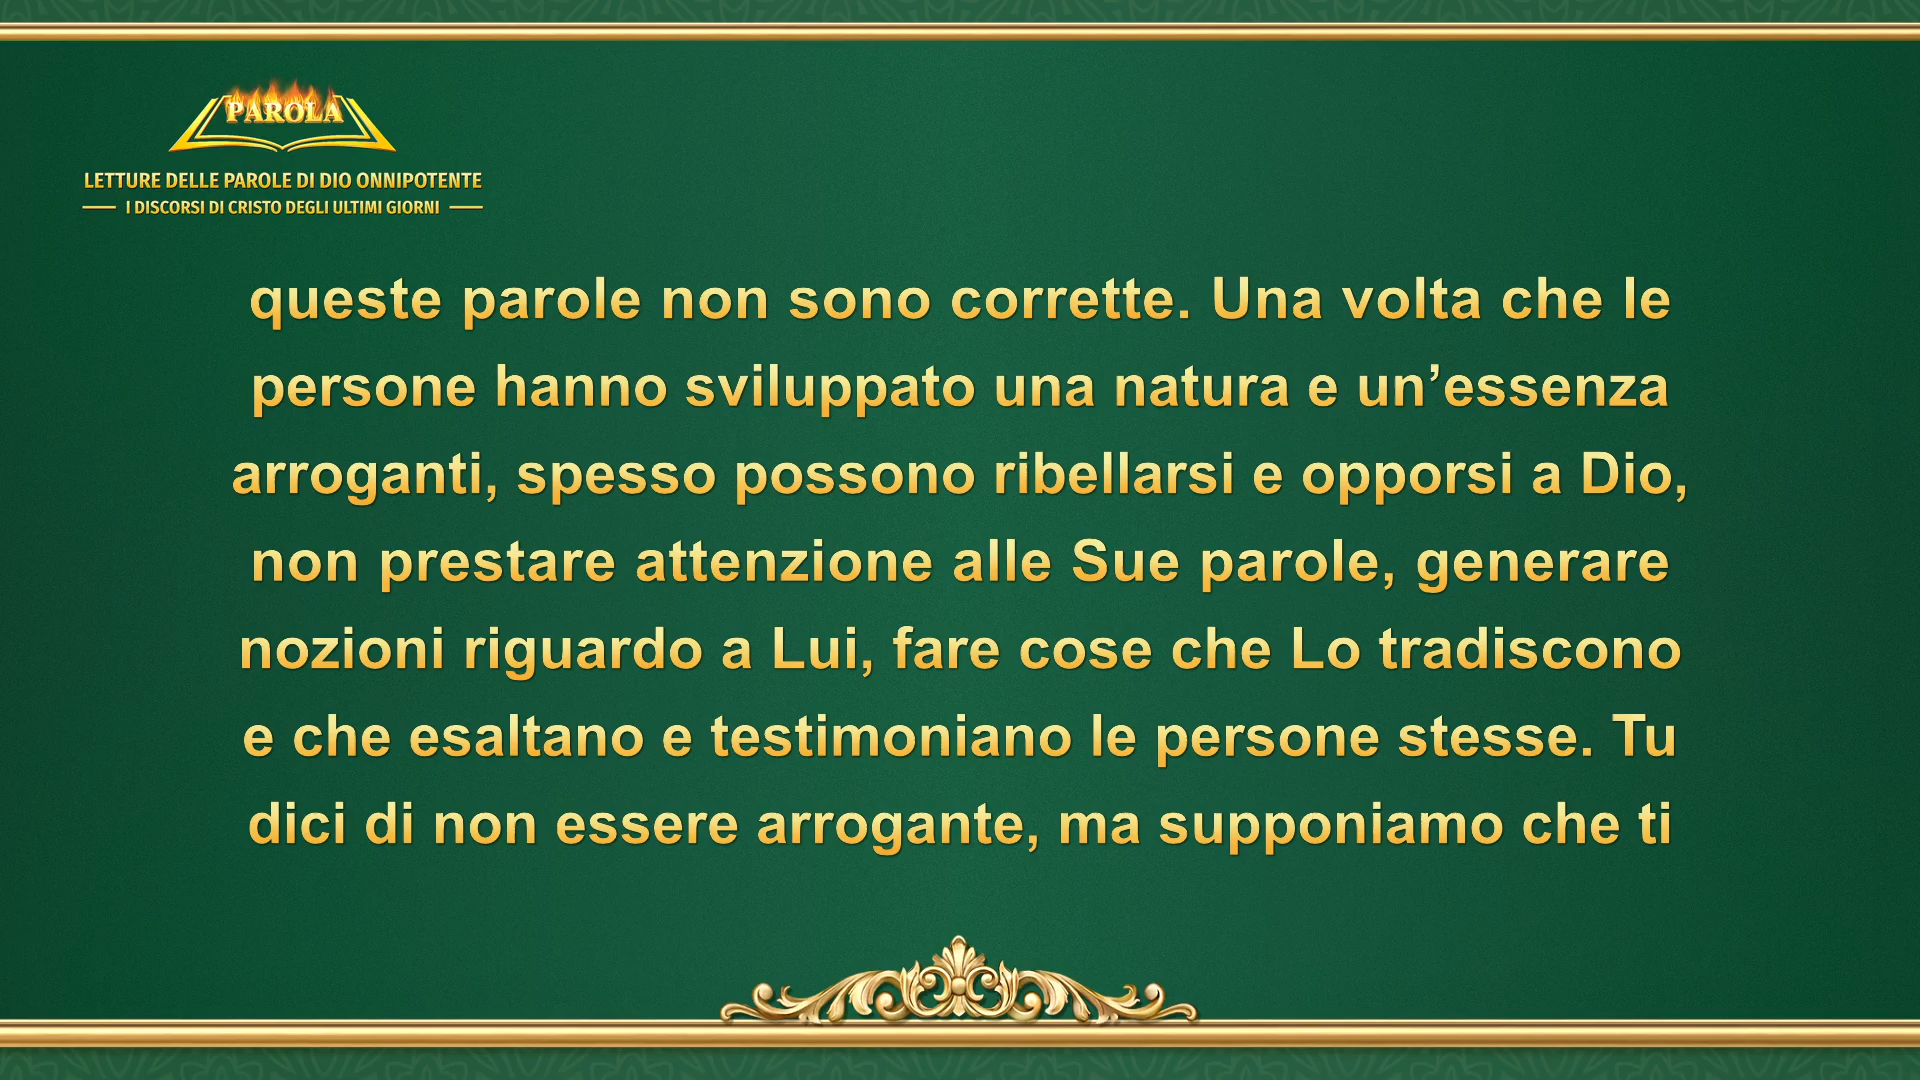 PAROLA
LETTURE DELLE PAROLE DI DIO ONNIPOTENTE
I DISCORSI DI CRISTO DEGLI ULTIMI GIORNI
queste parole non sono corrette. Una volta che le
persone hanno sviluppato una natura e un’essenza
arroganti, spesso possono ribellarsi e opporsi a Dio,
non prestare attenzione alle Sue parole, generare
nozioni riguardo a Lui, fare cose che Lo tradiscono
e che esaltano e testimoniano le persone stesse. Tu
dici di non essere arrogante, ma supponiamo che ti